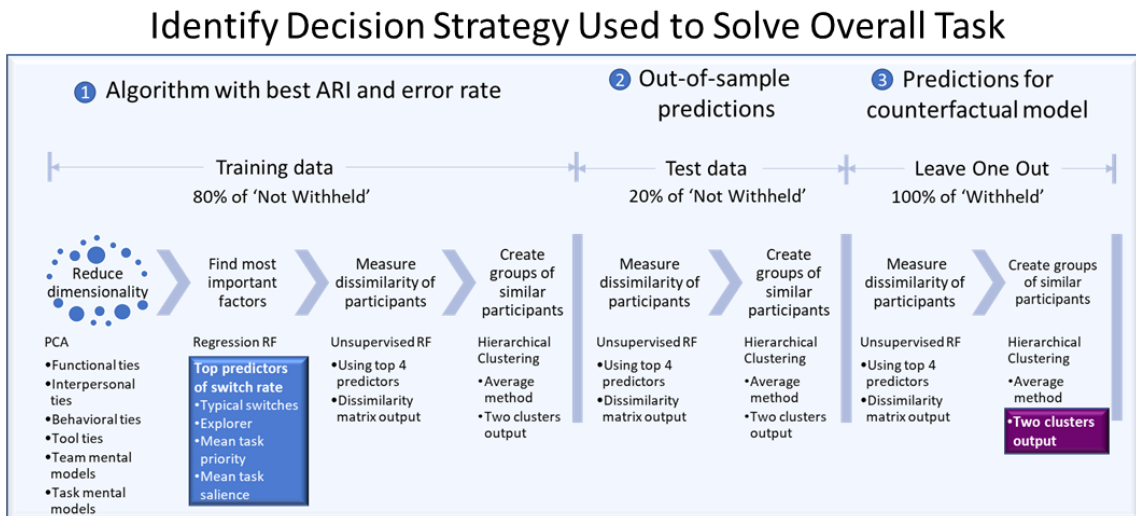 Identify Decision Strategy Used to Solve Overall Task
1 Algorithm with best ARI and error rate
2 Out-of-sample
predictions
3 Predictions for
counterfactual model
Training data
80% of ‘Not Withheld’
Test data
20% of ‘Not Withheld’
Leave One Out
100% of ‘Withheld’
Reduce
dimensionality
Find most
important
factors
Measure
dissimilarity of
participants
Create
groups of
similar
participants
Measure
dissimilarity of
participants
Create
groups of
similar
participants
Measure
dissimilarity of
participants
Create groups
of similar
participants
PCA
•Functional ties
•Interpersonal
ties
•Behavioral ties
•Tool ties
•Team mental
models
•Task mental
models
Regression RF
Top predictors
of switch rate
•Typical switches
•Explorer
•Mean task
priority
•Mean task
salience
Unsupervised RF
•Using top 4
predictors
•Dissimilarity
matrix output
Hierarchical
Clustering
•Average
method
•Two clusters
output
Unsupervised RF
•Using top 4
predictors
•Dissimilarity
matrix output
Hierarchical
Clustering
•Average
method
•Two clusters
output
Unsupervised RF
•Using top 4
predictors
•Dissimilarity
matrix output
Hierarchical
Clustering
•Average
method
•Two clusters
output